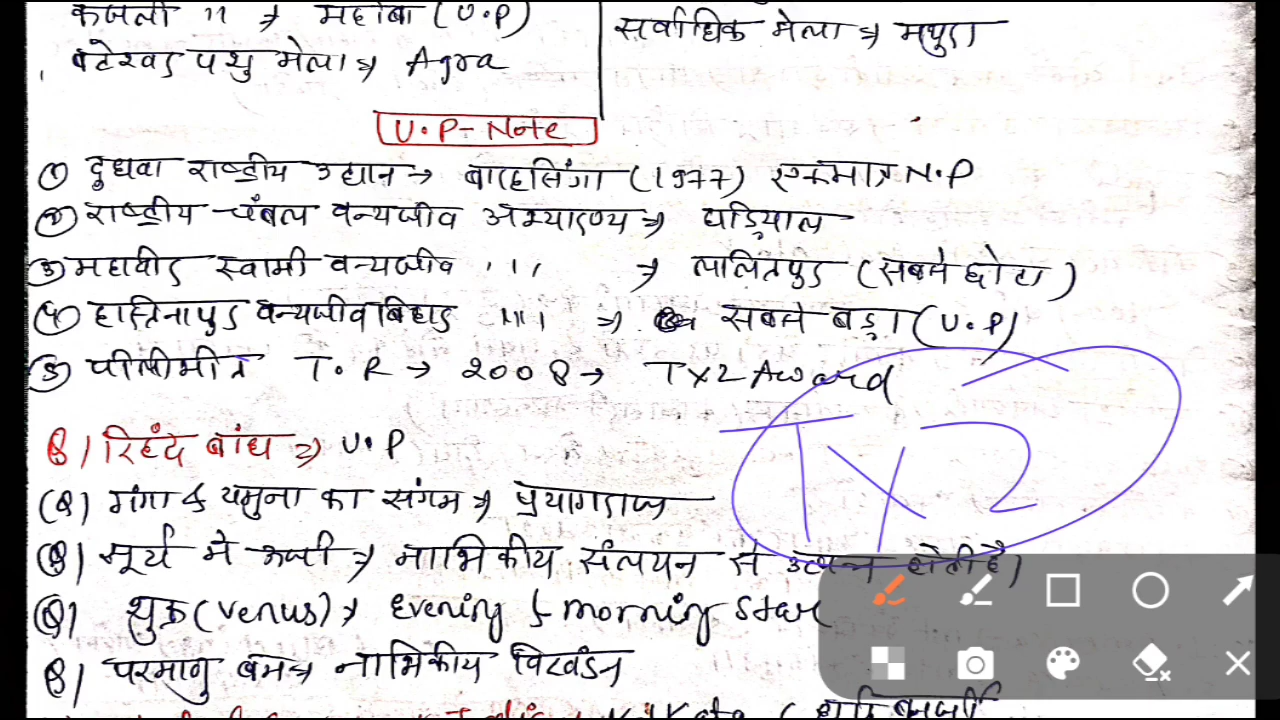 कजली " ⇒ महोबा (U.P)
बटेश्वर पशु मेला ⇒ Agra
सर्वाधिक मेला ⇒ मथुरा
U.P-Note
① दुधवा राष्ट्रीय उद्यान → बारहसिंगा (1977) एकमात्र N.P
② राष्ट्रीय चंबल वन्यजीव अभ्यारण्य ⇒ घड़ियाल
③ महावीर स्वामी वन्यजीव ,,, ⇒ ललितपुर (सबसे छोटा)
④ हस्तिनापुर वन्यजीव विहार ,,,, ⇒ सबसे बड़ा (U.P)
⑤ पीलीभीत T.R → 2008 → TX2 Award
TX2
Q) रिहंद बांध ⇒ U.P
(Q) गंगा & यमुना का संगम ⇒ प्रयागराज
(Q) सूर्य मे ऊर्जा ⇒ नाभिकीय संलयन से उत्पन्न होती है)
(Q) शुक्र (Venus) ⇒ Evening & morning Star
Q) परमाणु बम ⇒ नाभिकीय विखंडन